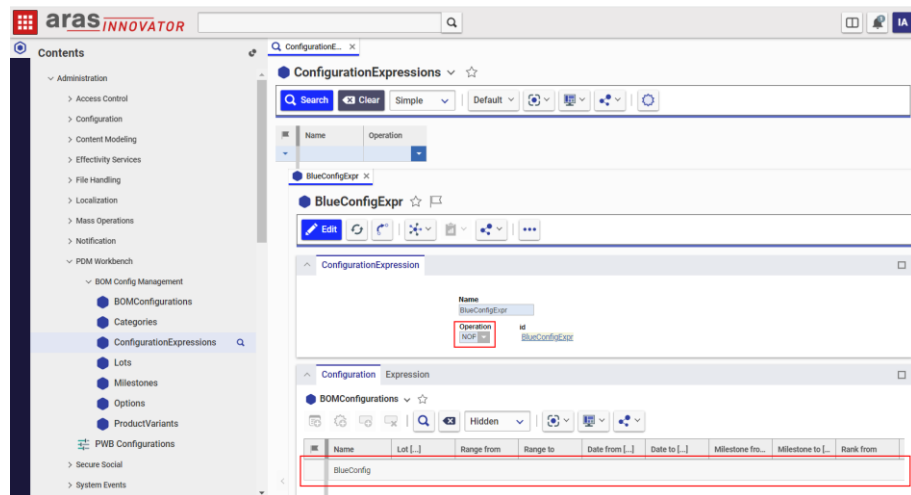 aras INNOVATOR
IA
Contents
Administration
Access Control
Configuration
Content Modeling
Effectivity Services
File Handling
Localization
Mass Operations
Notification
PDM Workbench
BOM Config Management
BOMConfigurations
Categories
ConfigurationExpressions
Lots
Milestones
Options
ProductVariants
PWB Configurations
Secure Social
System Events
ConfigurationE... ×
ConfigurationExpressions
Search Clear Simple Default
Name Operation
BlueConfigExpr ×
BlueConfigExpr
Edit
ConfigurationExpression
Name
BlueConfigExpr
Operation id
NOP BlueConfigExpr
Configuration Expression
BOMConfigurations
Hidden
Name Lot [...] Range from Range to Date from [...] Date to [...] Milestone fro... Milestone to [... Rank from
BlueConfig